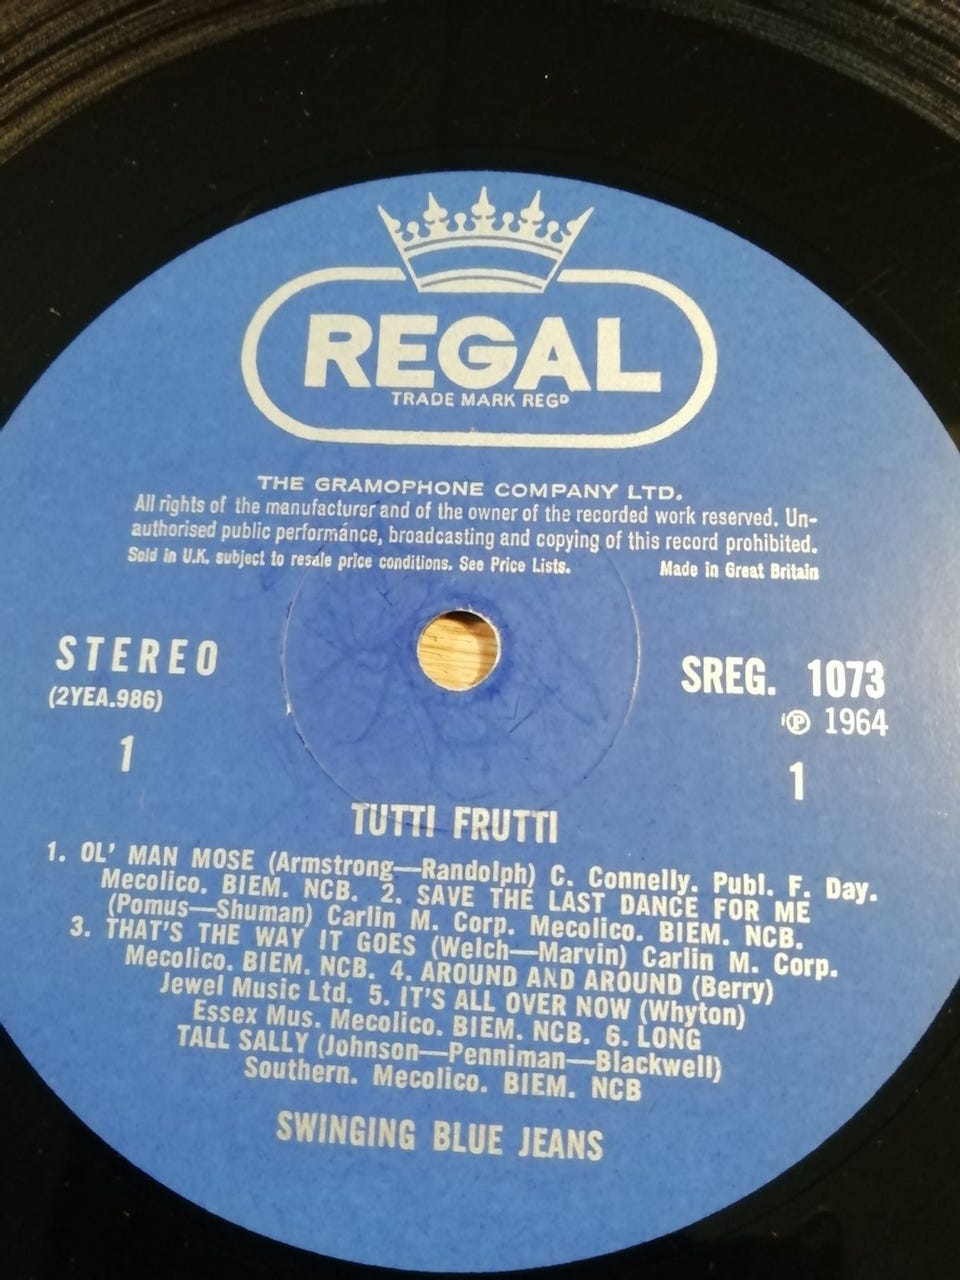 REGAL
TRADE MARK REGD
THE GRAMOPHONE COMPANY LTD.
All rights of the manufacturer and of the owner of the recorded work reserved. Un-
authorised public performance, broadcasting and copying of this record prohibited.
Sold in U.K. subject to resale price conditions. See Price Lists. Made in Great Britain
STEREO
(2YEA.986)
1
SREG. 1073
℗ 1964
1
TUTTI FRUTTI
1. OL' MAN MOSE (Armstrong—Randolph) C. Connelly. Publ. F. Day.
Mecolico. BIEM. NCB. 2. SAVE THE LAST DANCE FOR ME
(Pomus—Shuman) Carlin M. Corp. Mecolico. BIEM. NCB.
3. THAT'S THE WAY IT GOES (Welch—Marvin) Carlin M. Corp.
Mecolico. BIEM. NCB. 4. AROUND AND AROUND (Berry)
Jewel Music Ltd. 5. IT'S ALL OVER NOW (Whyton)
Essex Mus. Mecolico. BIEM. NCB. 6. LONG
TALL SALLY (Johnson—Penniman—Blackwell)
Southern. Mecolico. BIEM. NCB
SWINGING BLUE JEANS